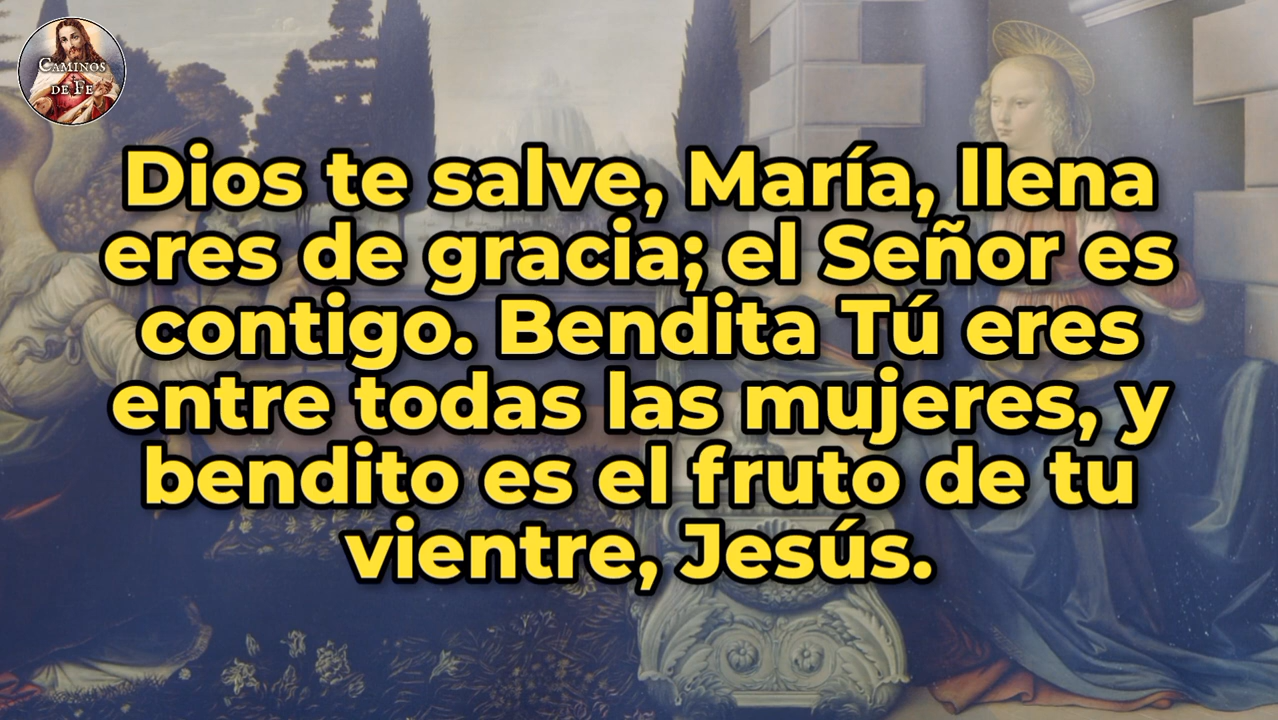 CAMINOS
DE FE
Dios te salve, María, llena
eres de gracia; el Señor es
contigo. Bendita Tú eres
entre todas las mujeres, y
bendito es el fruto de tu
vientre, Jesús.